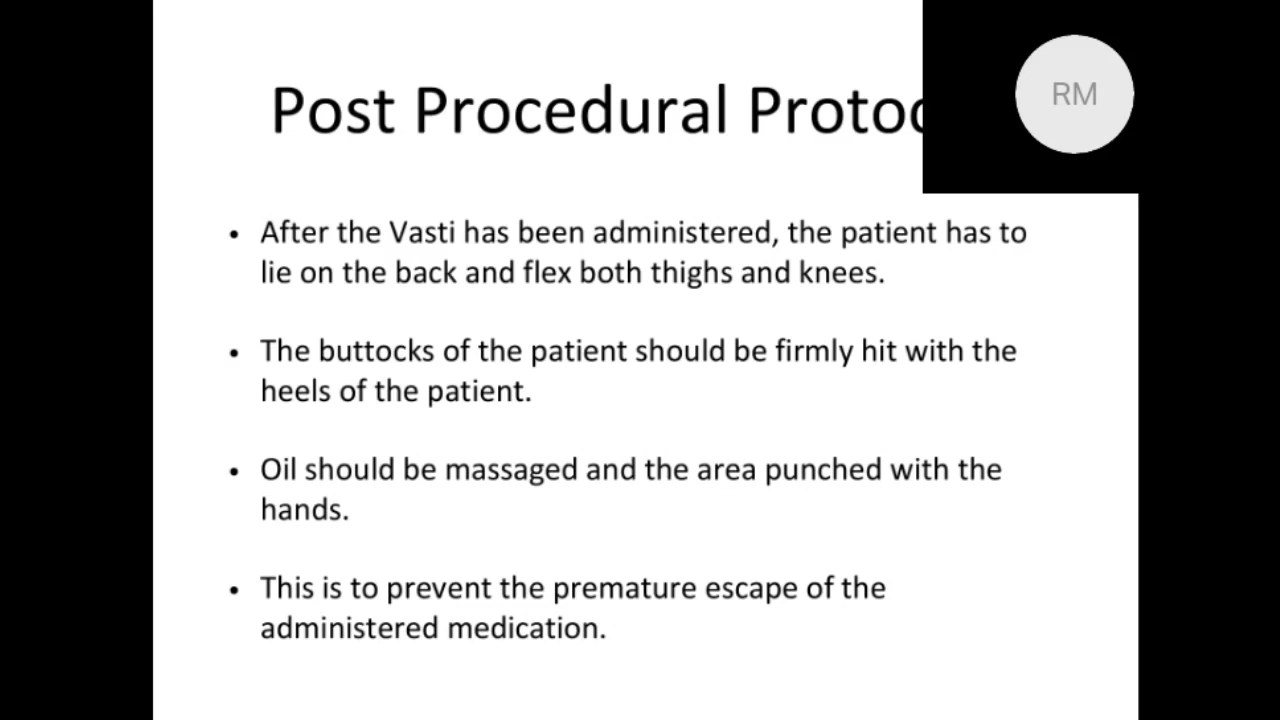 Post Procedural Protoc
RM
• After the Vasti has been administered, the patient has to
lie on the back and flex both thighs and knees.
• The buttocks of the patient should be firmly hit with the
heels of the patient.
• Oil should be massaged and the area punched with the
hands.
• This is to prevent the premature escape of the
administered medication.